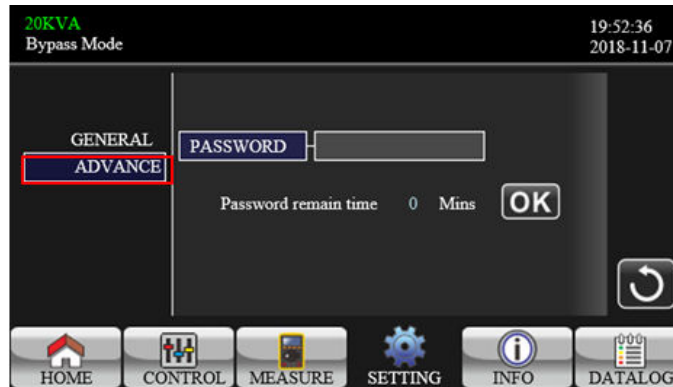 20KVA
Bypass Mode
19:52:36
2018-11-07
GENERAL
ADVANCE
PASSWORD
Password remain time 0 Mins OK
HOME CONTROL MEASURE SETTING INFO DATALOG